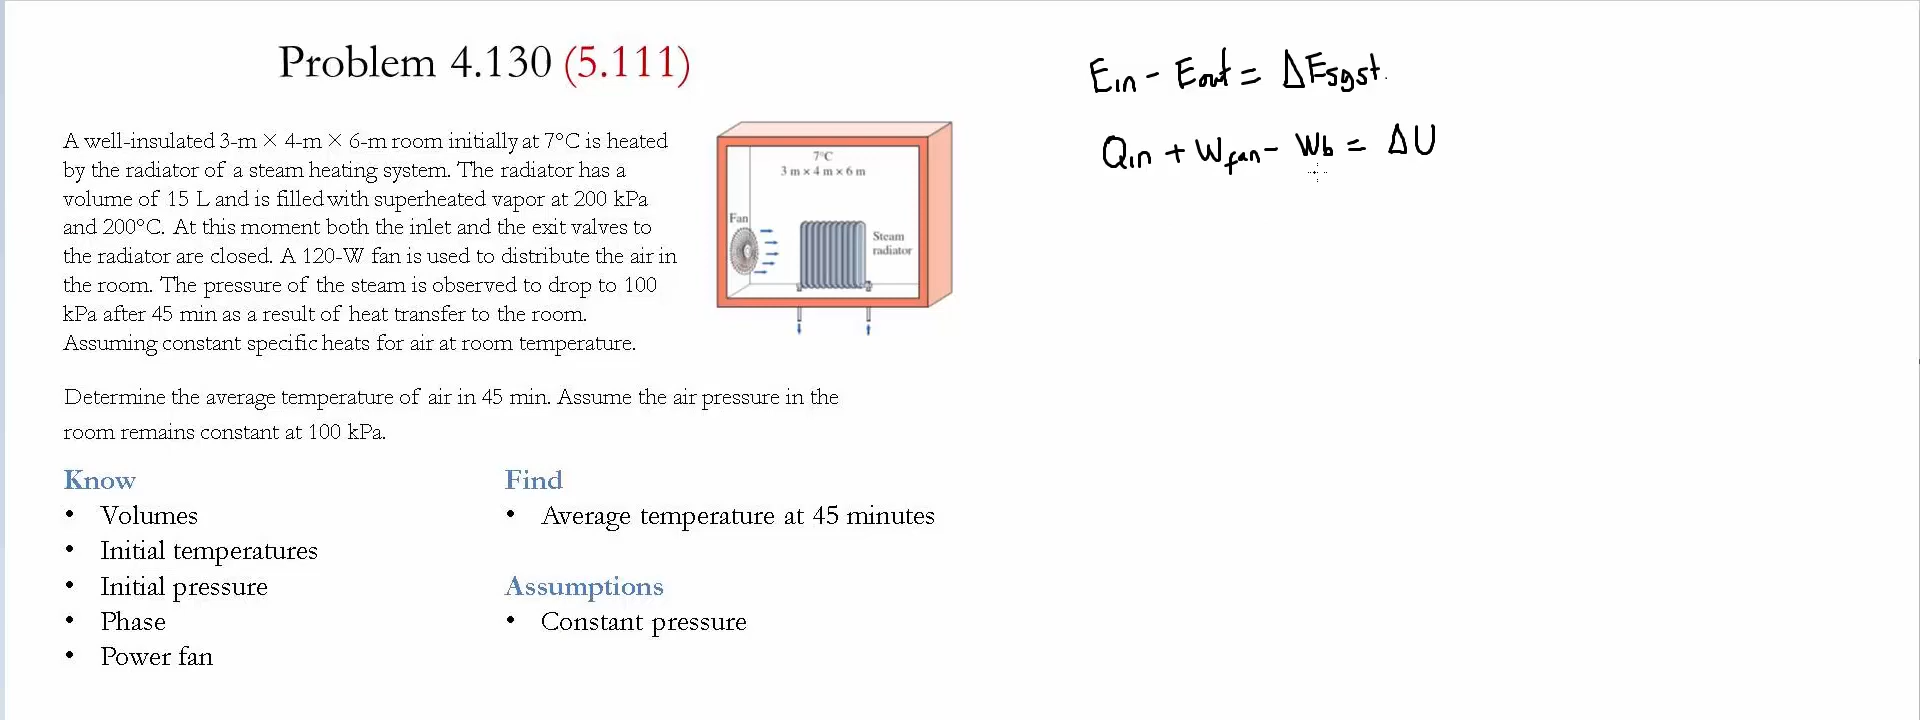 Problem 4.130 (5.111)
A well-insulated 3-m × 4-m × 6-m room initially at 7°C is heated
by the radiator of a steam heating system. The radiator has a
volume of 15 L and is filled with superheated vapor at 200 kPa
and 200°C. At this moment both the inlet and the exit valves to
the radiator are closed. A 120-W fan is used to distribute the air in
the room. The pressure of the steam is observed to drop to 100
kPa after 45 min as a result of heat transfer to the room.
Assuming constant specific heats for air at room temperature.
7°C
3 m × 4 m × 6 m
Fan
Steam
radiator
Determine the average temperature of air in 45 min. Assume the air pressure in the
room remains constant at 100 kPa.
Know
• Volumes
• Initial temperatures
• Initial pressure
• Phase
• Power fan
Find
• Average temperature at 45 minutes
Assumptions
• Constant pressure
Ein - Eout = ΔEsyst.
Qin + Wfan - Wb = ΔU